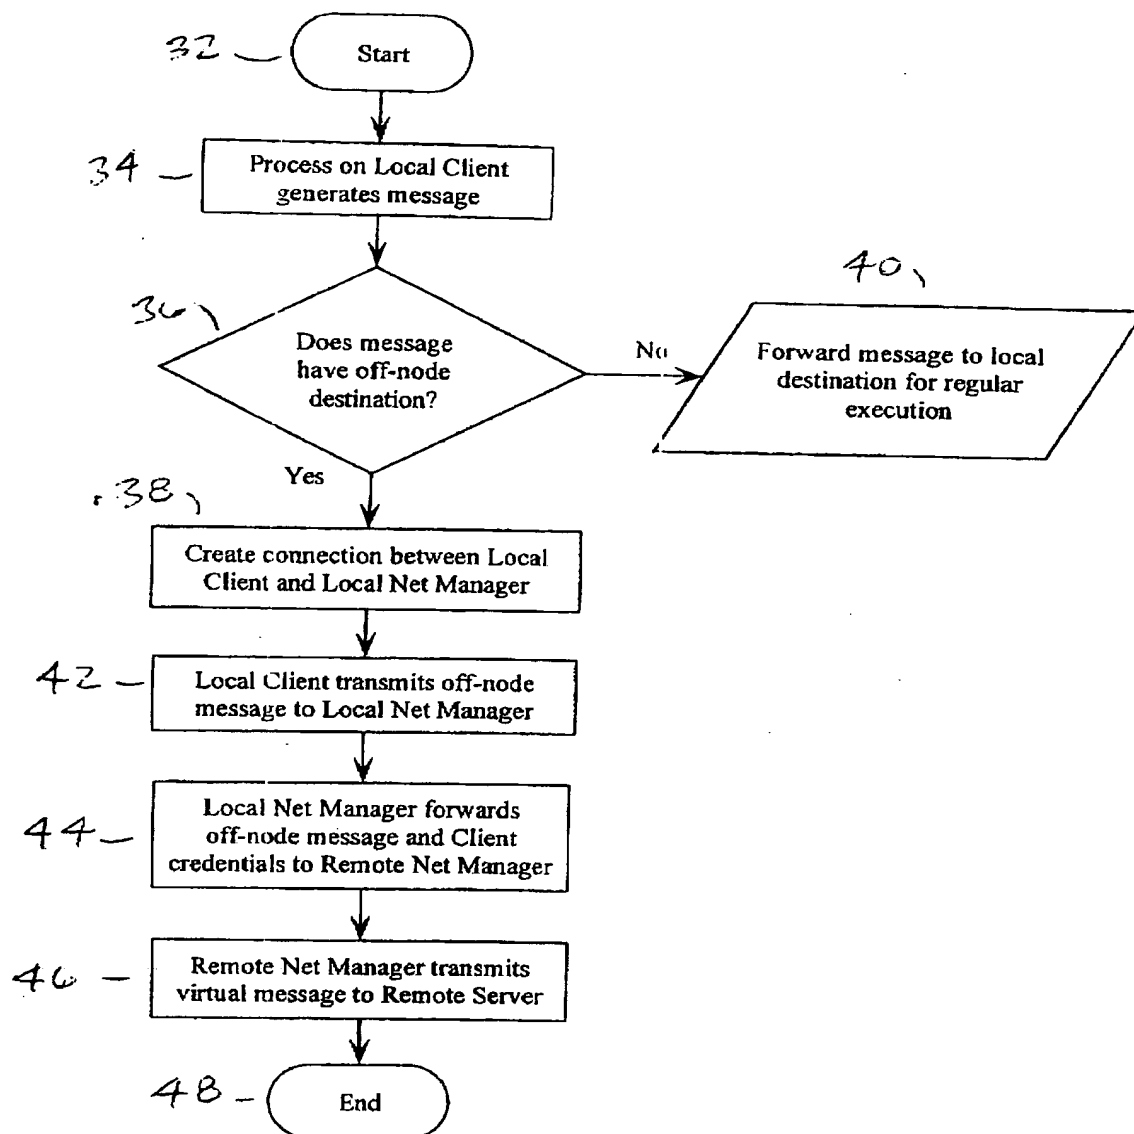 32
Start
34
Process on Local Client
generates message
36
Does message
have off-node
destination?
No
40
Forward message to local
destination for regular
execution
Yes
38
Create connection between Local
Client and Local Net Manager
42
Local Client transmits off-node
message to Local Net Manager
44
Local Net Manager forwards
off-node message and Client
credentials to Remote Net Manager
46
Remote Net Manager transmits
virtual message to Remote Server
48
End